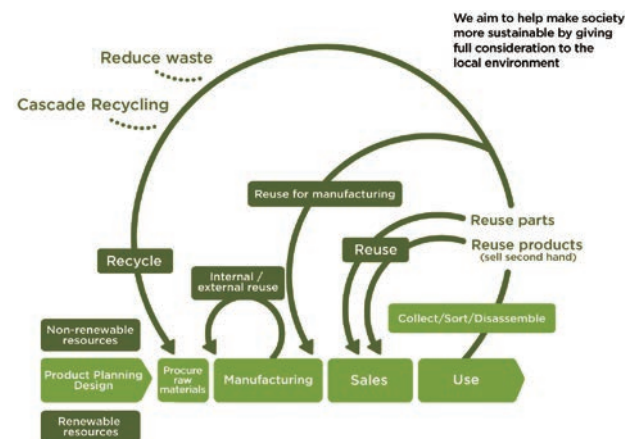 We aim to help make society
more sustainable by giving
full consideration to the
local environment
Reduce waste
Cascade Recycling
Reuse for manufacturing
Reuse parts
Reuse
Reuse products
(sell second hand)
Recycle
Internal /
external reuse
Collect/Sort/Disassemble
Non-renewable
resources
Product Planning
Design
Procure
raw
materials
Manufacturing
Sales
Use
Renewable
resources